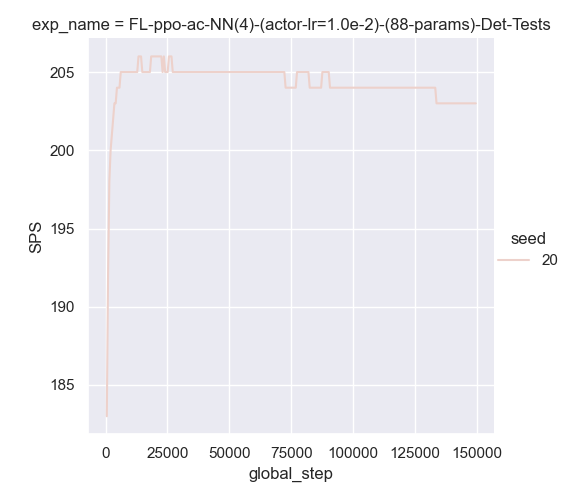 exp_name = FL-ppo-ac-NN(4)-(actor-lr=1.0e-2)-(88-params)-Det-Tests
205
200
195
190
185
SPS
seed
20
0 25000 50000 75000 100000 125000 150000
global_step